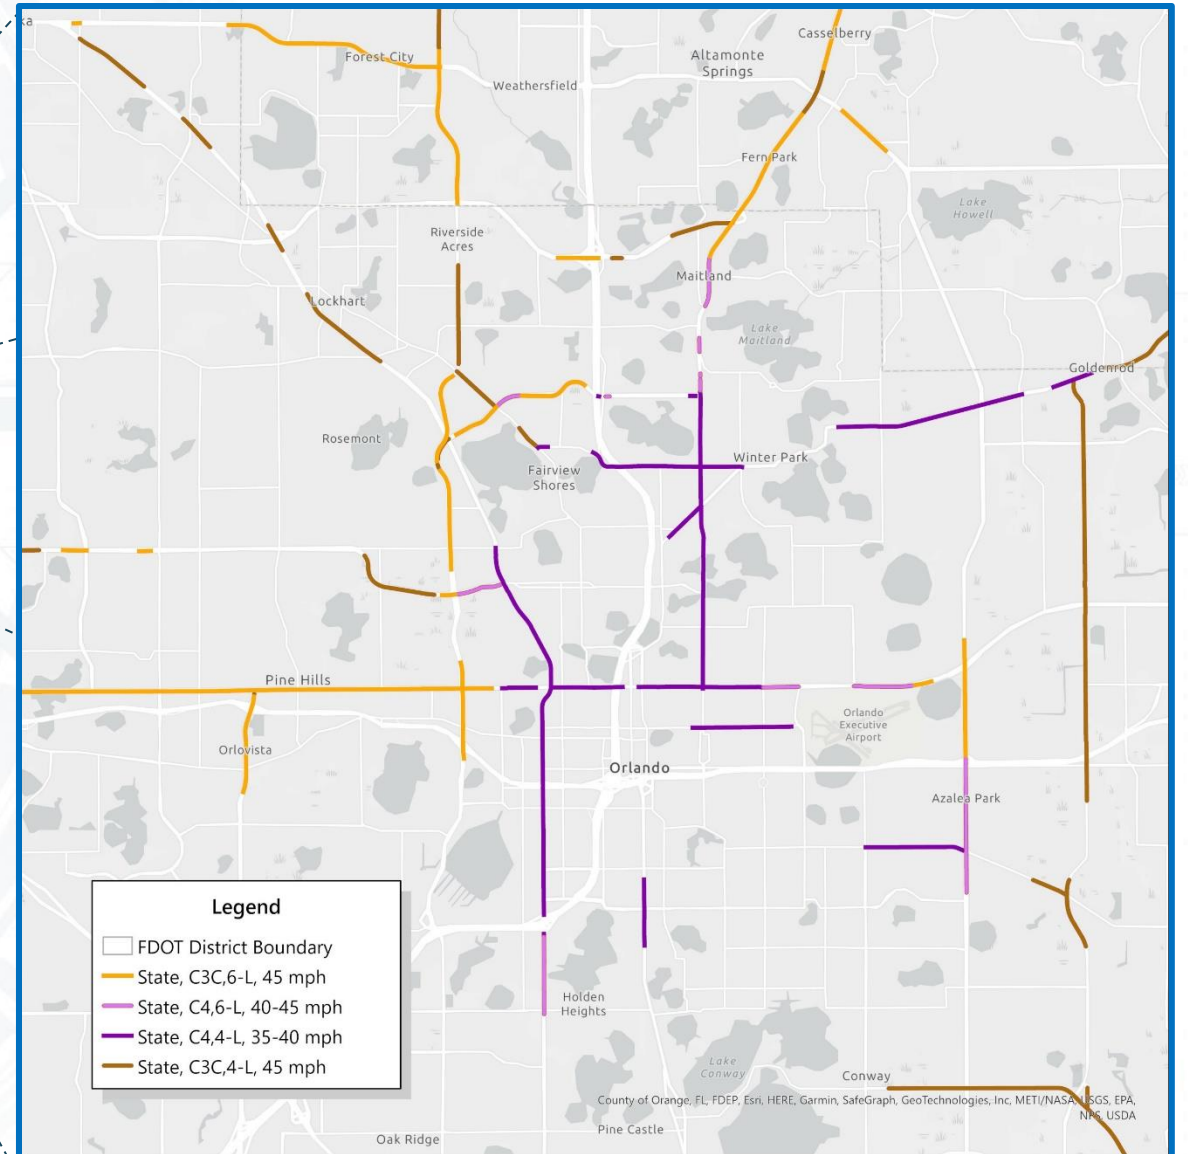 ka
Casselberry
Forest City
Altamonte
Springs
Weathersfield
Fern Park
Lake
Howell
Riverside
Acres
Maitland
Lockhart
Lake
Maitland
Goldenrod
Rosemont
Winter Park
Fairview
Shores
Pine Hills
Orlando
Executive
Airport
Orlovista
Orlando
Azalea Park
Legend
FDOT District Boundary
State, C3C,6-L, 45 mph
State, C4,6-L, 40-45 mph
State, C4,4-L, 35-40 mph
State, C3C,4-L, 45 mph
Holden
Heights
Lake
Conway
Conway
County of Orange, FL, FDEP, Esri, HERE, Garmin, SafeGraph, GeoTechnologies, Inc, METI/NASA, USGS, EPA,
NPS, USDA
Pine Castle
Oak Ridge